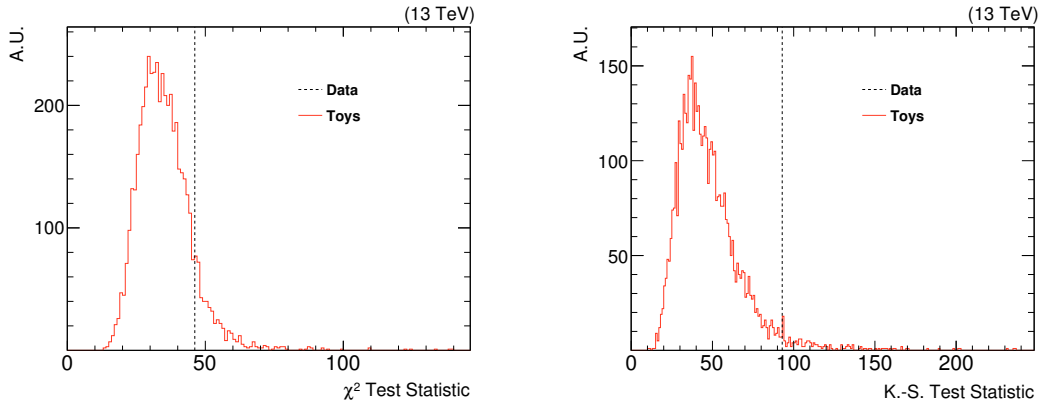 (13 TeV)
A.U.
200
100
0
50
100
χ² Test Statistic
Data
Toys
(13 TeV)
A.U.
150
100
50
0
50
100
150
200
K.-S. Test Statistic
Data
Toys